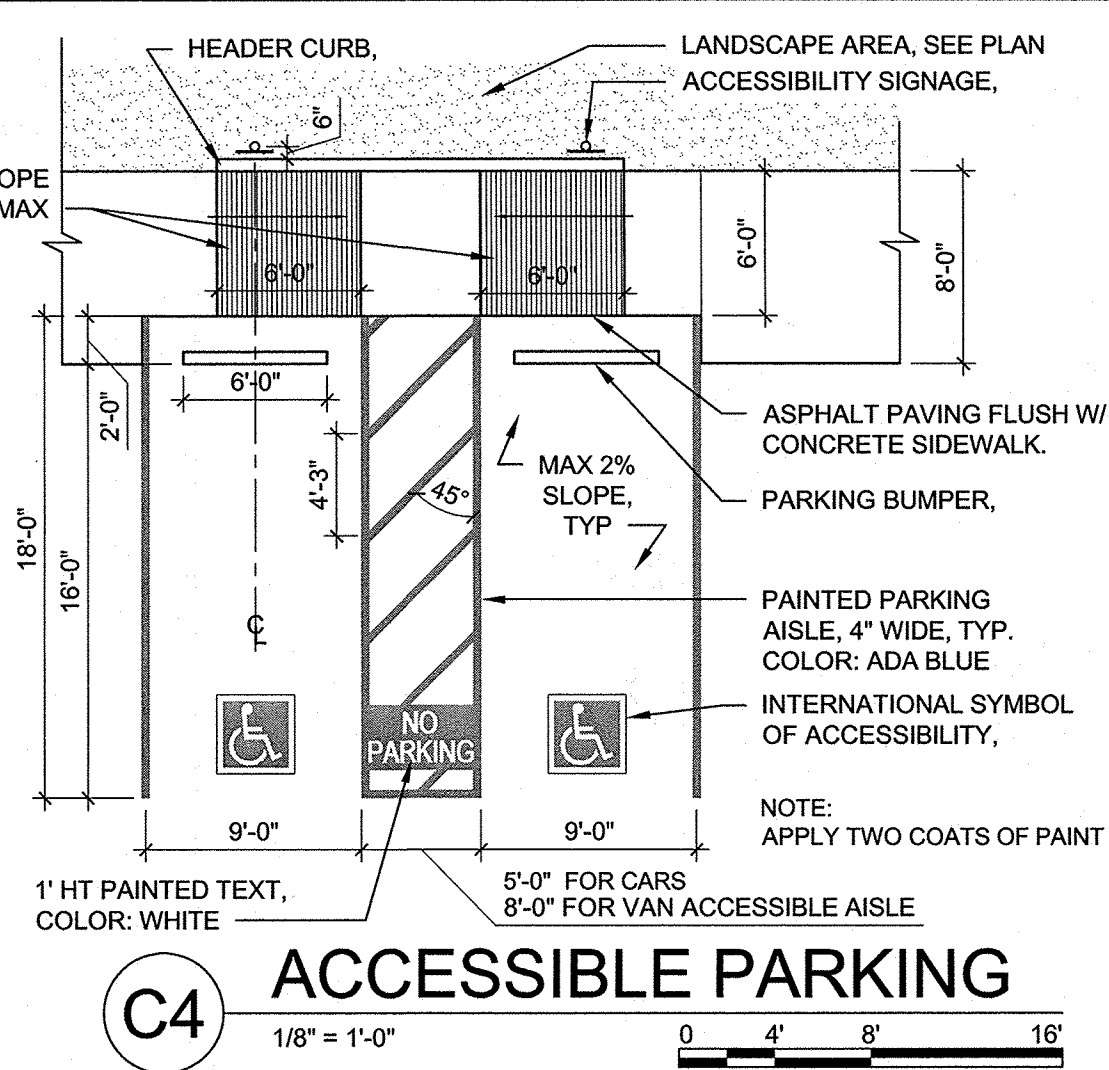 HEADER CURB,
LANDSCAPE AREA, SEE PLAN
ACCESSIBILITY SIGNAGE,
6"
OPE
MAX
6'-0"
6'-0"
6'-0"
8'-0"
6'-0"
2'-0"
18'-0"
16'-0"
4'-3"
45°
MAX 2%
SLOPE,
TYP
ASPHALT PAVING FLUSH W/
CONCRETE SIDEWALK.
PARKING BUMPER,
PAINTED PARKING
AISLE, 4" WIDE, TYP.
COLOR: ADA BLUE
INTERNATIONAL SYMBOL
OF ACCESSIBILITY,
℄
NO
PARKING
NOTE:
APPLY TWO COATS OF PAINT
9'-0"
9'-0"
1' HT PAINTED TEXT,
COLOR: WHITE
5'-0" FOR CARS
8'-0" FOR VAN ACCESSIBLE AISLE
C4
ACCESSIBLE PARKING
1/8" = 1'-0"
0 4' 8' 16'